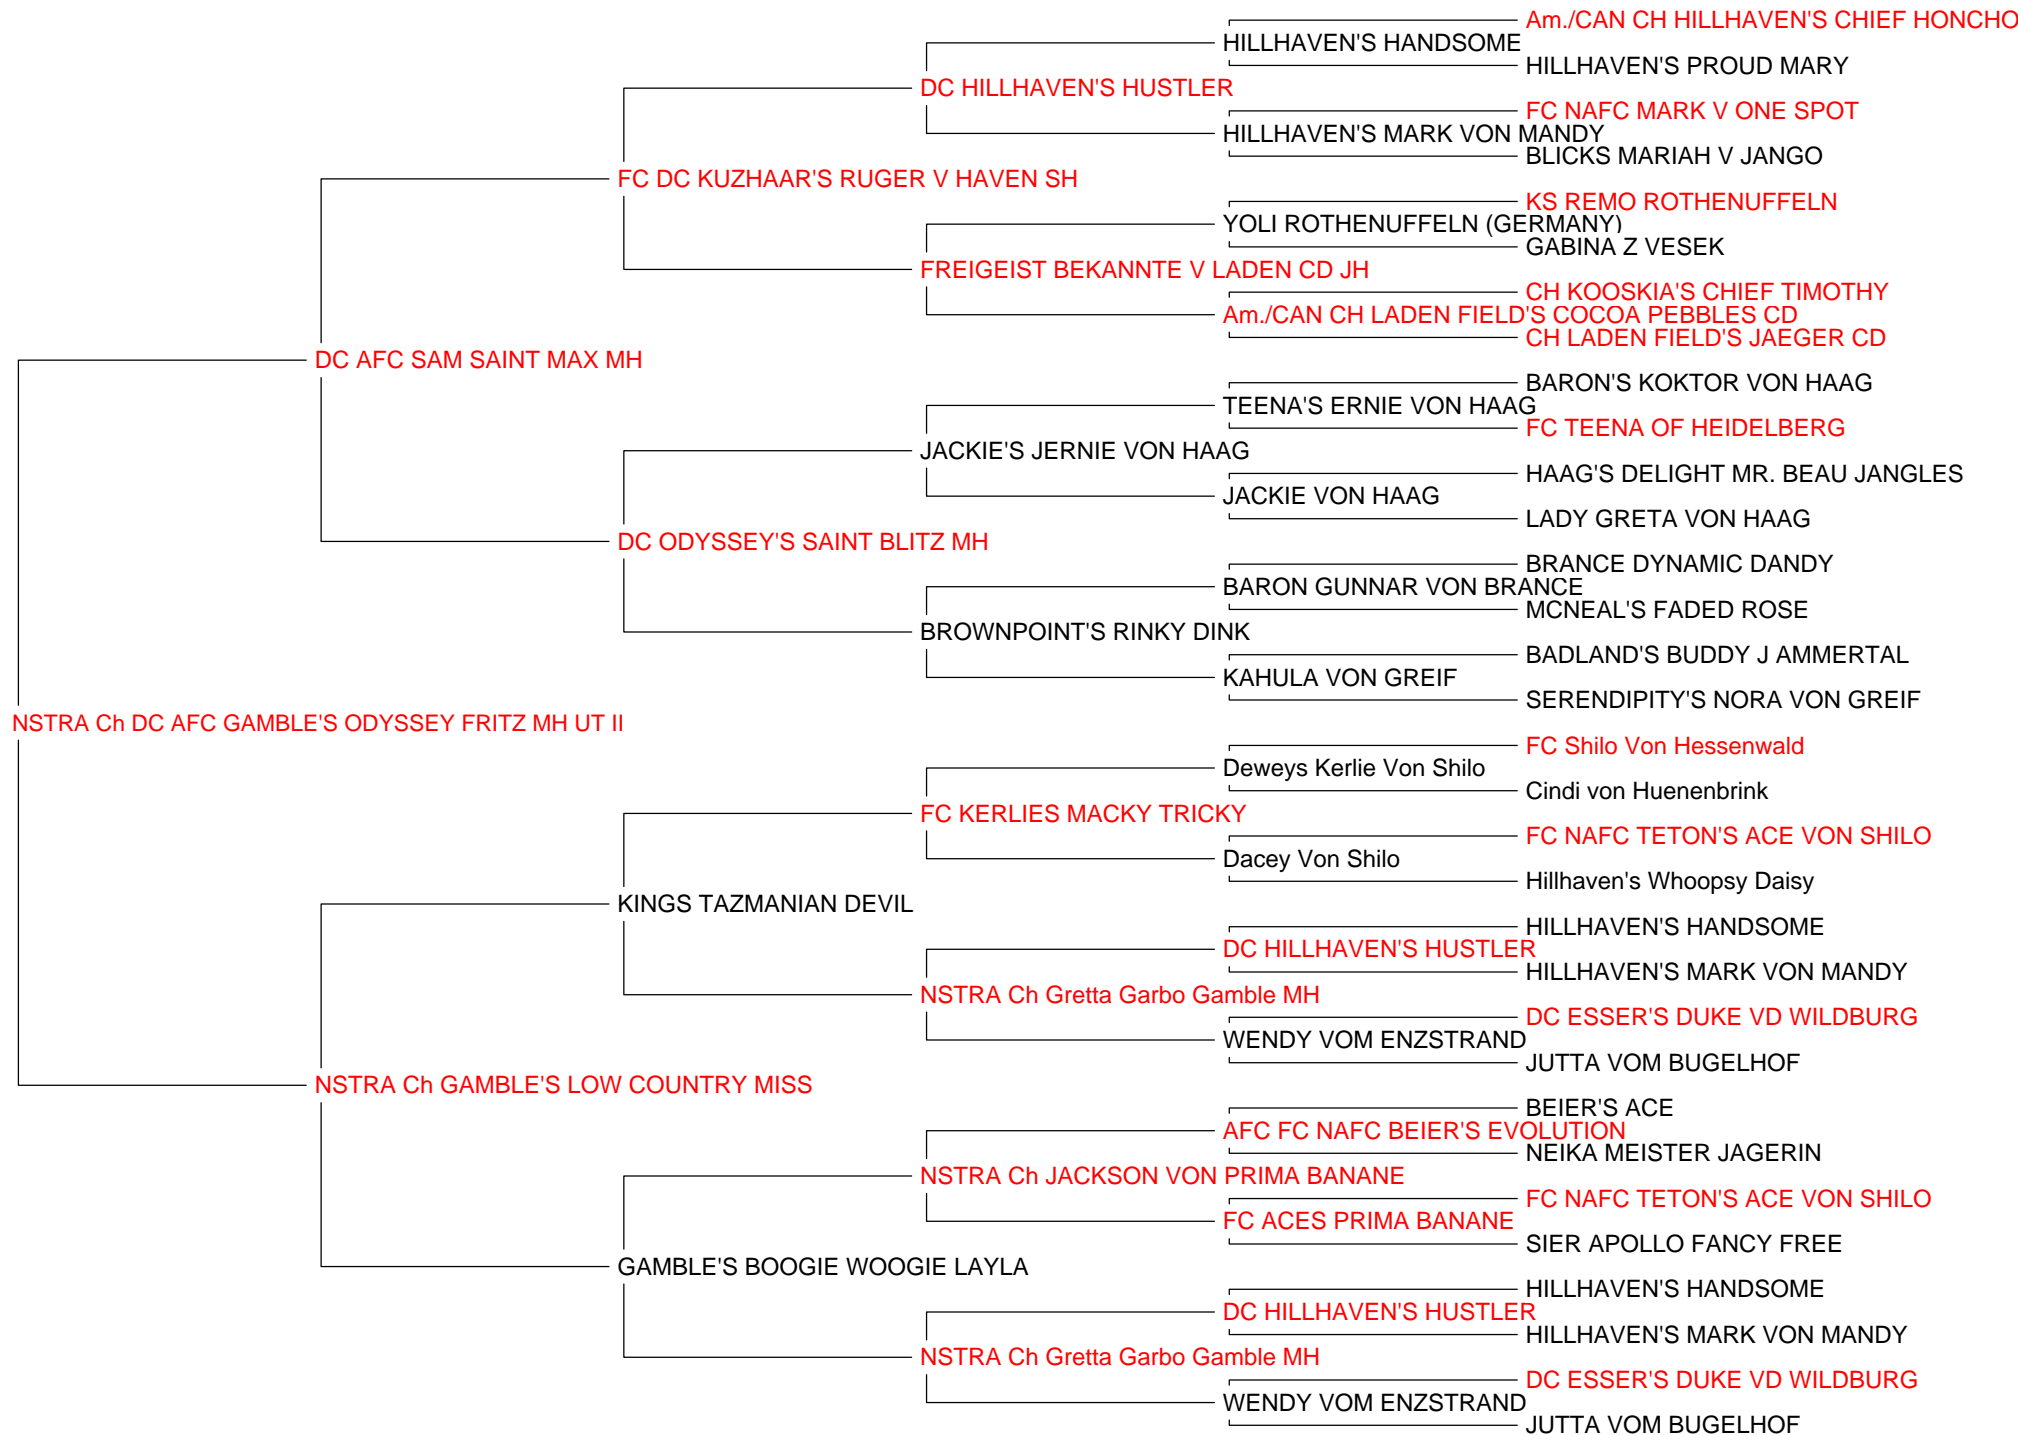 Am./CAN CH HILLHAVEN'S CHIEF HONCHO
HILLHAVEN'S HANDSOME
HILLHAVEN'S PROUD MARY
DC HILLHAVEN'S HUSTLER
FC NAFC MARK V ONE SPOT
HILLHAVEN'S MARK VON MANDY
BLICKS MARIAH V JANGO
FC DC KUZHAAR'S RUGER V HAVEN SH
KS REMO ROTHENUFFELN
YOLI ROTHENUFFELN (GERMANY)
GABINA Z VESEK
FREIGEIST BEKANNTE V LADEN CD JH
CH KOOSKIA'S CHIEF TIMOTHY
Am./CAN CH LADEN FIELD'S COCOA PEBBLES CD
CH LADEN FIELD'S JAEGER CD
DC AFC SAM SAINT MAX MH
BARON'S KOKTOR VON HAAG
TEENA'S ERNIE VON HAAG
FC TEENA OF HEIDELBERG
JACKIE'S JERNIE VON HAAG
HAAG'S DELIGHT MR. BEAU JANGLES
JACKIE VON HAAG
LADY GRETA VON HAAG
DC ODYSSEY'S SAINT BLITZ MH
BRANCE DYNAMIC DANDY
BARON GUNNAR VON BRANCE
MCNEAL'S FADED ROSE
BROWNPOINT'S RINKY DINK
BADLAND'S BUDDY J AMMERTAL
KAHULA VON GREIF
SERENDIPITY'S NORA VON GREIF
NSTRA Ch DC AFC GAMBLE'S ODYSSEY FRITZ MH UT II
FC Shilo Von Hessenwald
Deweys Kerlie Von Shilo
Cindi von Huenenbrink
FC KERLIES MACKY TRICKY
FC NAFC TETON'S ACE VON SHILO
Dacey Von Shilo
Hillhaven's Whoopsy Daisy
KINGS TAZMANIAN DEVIL
HILLHAVEN'S HANDSOME
DC HILLHAVEN'S HUSTLER
HILLHAVEN'S MARK VON MANDY
NSTRA Ch Gretta Garbo Gamble MH
DC ESSER'S DUKE VD WILDBURG
WENDY VOM ENZSTRAND
JUTTA VOM BUGELHOF
NSTRA Ch GAMBLE'S LOW COUNTRY MISS
BEIER'S ACE
AFC FC NAFC BEIER'S EVOLUTION
NEIKA MEISTER JAGERIN
NSTRA Ch JACKSON VON PRIMA BANANE
FC NAFC TETON'S ACE VON SHILO
FC ACES PRIMA BANANE
SIER APOLLO FANCY FREE
GAMBLE'S BOOGIE WOOGIE LAYLA
HILLHAVEN'S HANDSOME
DC HILLHAVEN'S HUSTLER
HILLHAVEN'S MARK VON MANDY
NSTRA Ch Gretta Garbo Gamble MH
DC ESSER'S DUKE VD WILDBURG
WENDY VOM ENZSTRAND
JUTTA VOM BUGELHOF